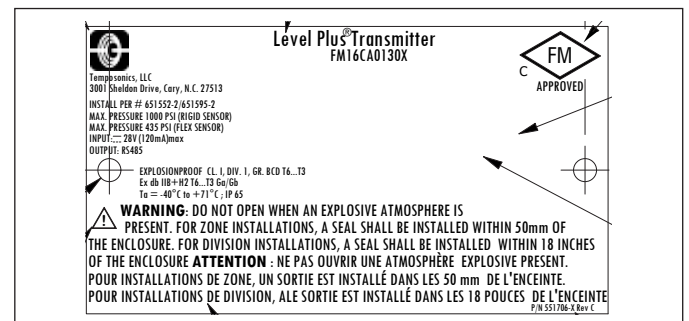 Level Plus® Transmitter
FM16CA0130X
FM
C
APPROVED
Temposonics, LLC
3001 Sheldon Drive, Cary, N.C. 27513
INSTALL PER # 651552-2/651595-2
MAX. PRESSURE 1000 PSI (RIGID SENSOR)
MAX. PRESSURE 435 PSI (FLEX SENSOR)
INPUT: ⎓ 28V (120mA)max
OUTPUT: RS485
EXPLOSIONPROOF CL. I, DIV. 1, GR. BCD T6...T3
Ex db IIB+H2 T6...T3 Ga/Gb
Ta = -40°C to +71°C ; IP 65
WARNING: DO NOT OPEN WHEN AN EXPLOSIVE ATMOSPHERE IS
PRESENT. FOR ZONE INSTALLATIONS, A SEAL SHALL BE INSTALLED WITHIN 50mm OF
THE ENCLOSURE. FOR DIVISION INSTALLATIONS, A SEAL SHALL BE INSTALLED WITHIN 18 INCHES
OF THE ENCLOSURE ATTENTION : NE PAS OUVRIR UNE ATMOSPHÈRE EXPLOSIVE PRESENT.
POUR INSTALLATIONS DE ZONE, UN SORTIE EST INSTALLÉ DANS LES 50 mm DE L'ENCEINTE.
POUR INSTALLATIONS DE DIVISION, ALE SORTIE EST INSTALLÉ DANS LES 18 POUCES DE L'ENCEINTE
P/N 551706-X Rev C